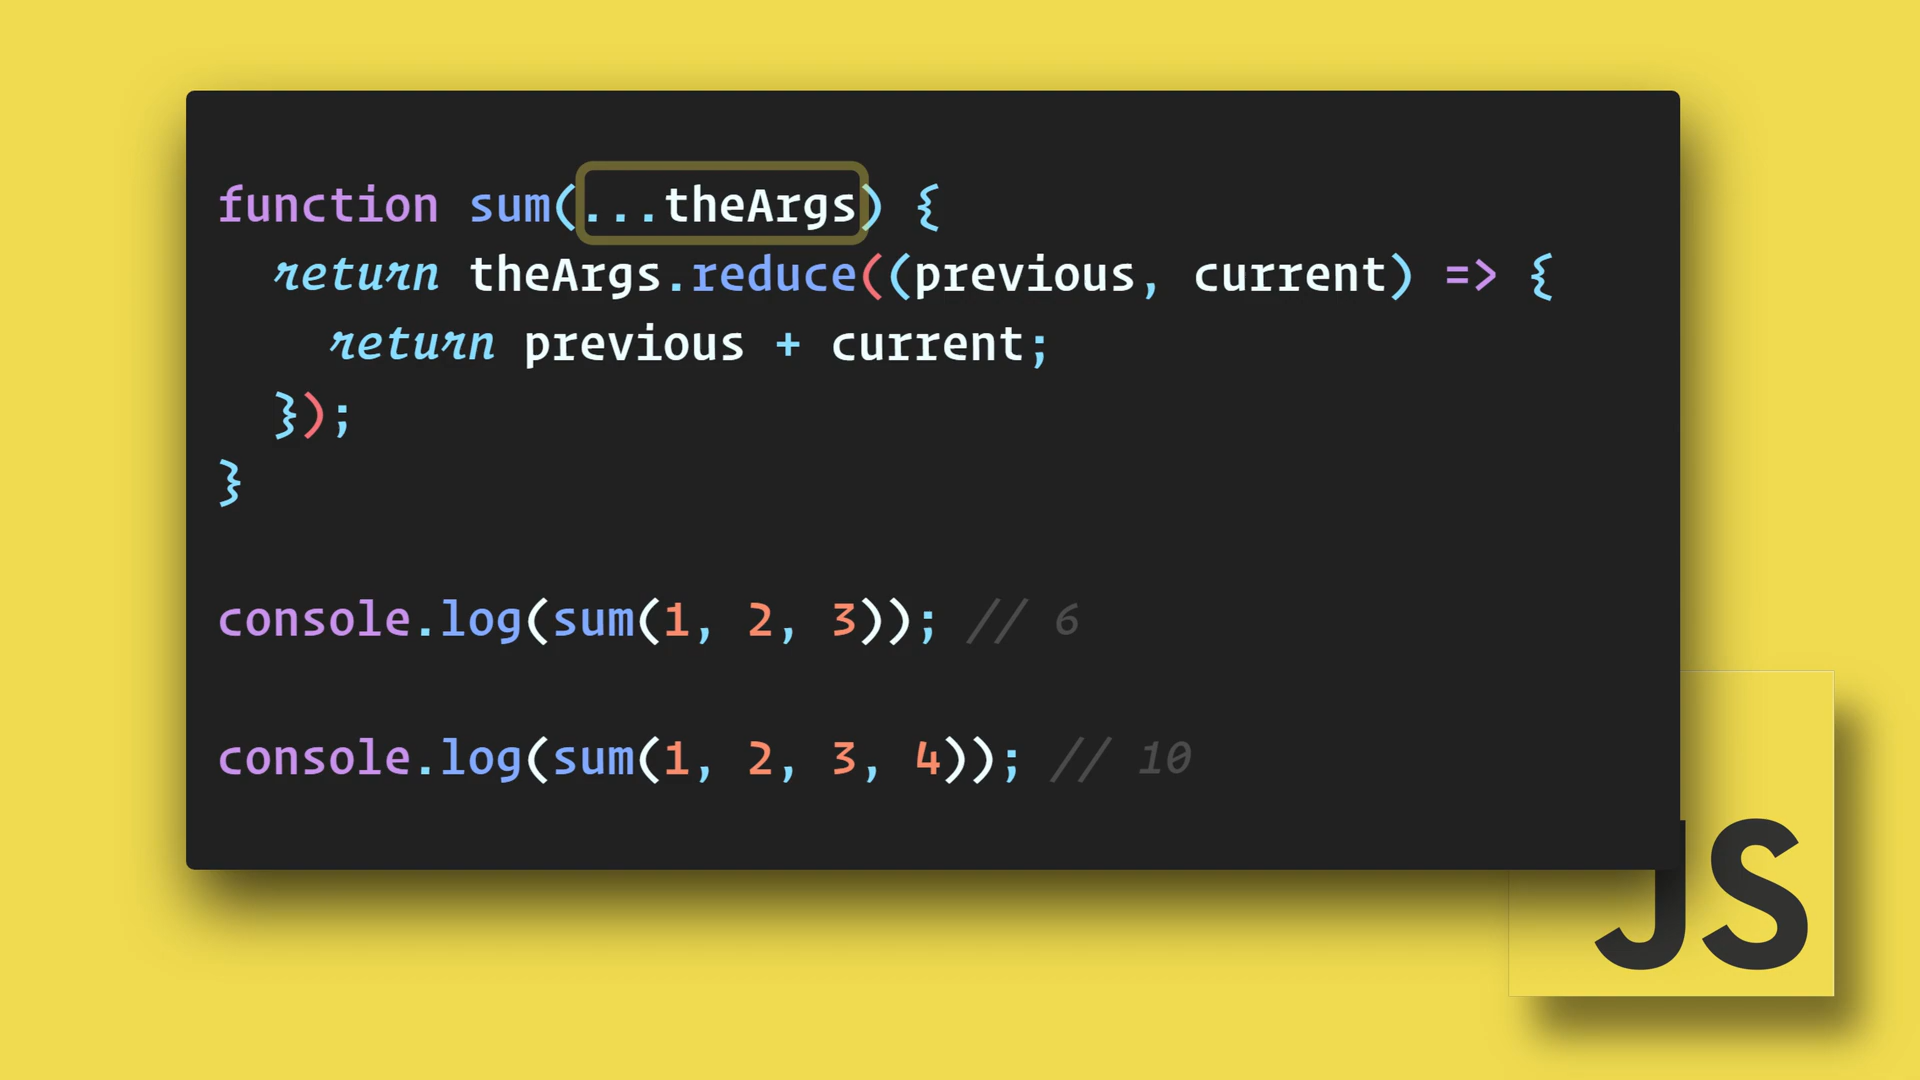 function sum(...theArgs) {
  return theArgs.reduce((previous, current) => {
    return previous + current;
  });
}
console.log(sum(1, 2, 3)); // 6
console.log(sum(1, 2, 3, 4)); // 10
JS